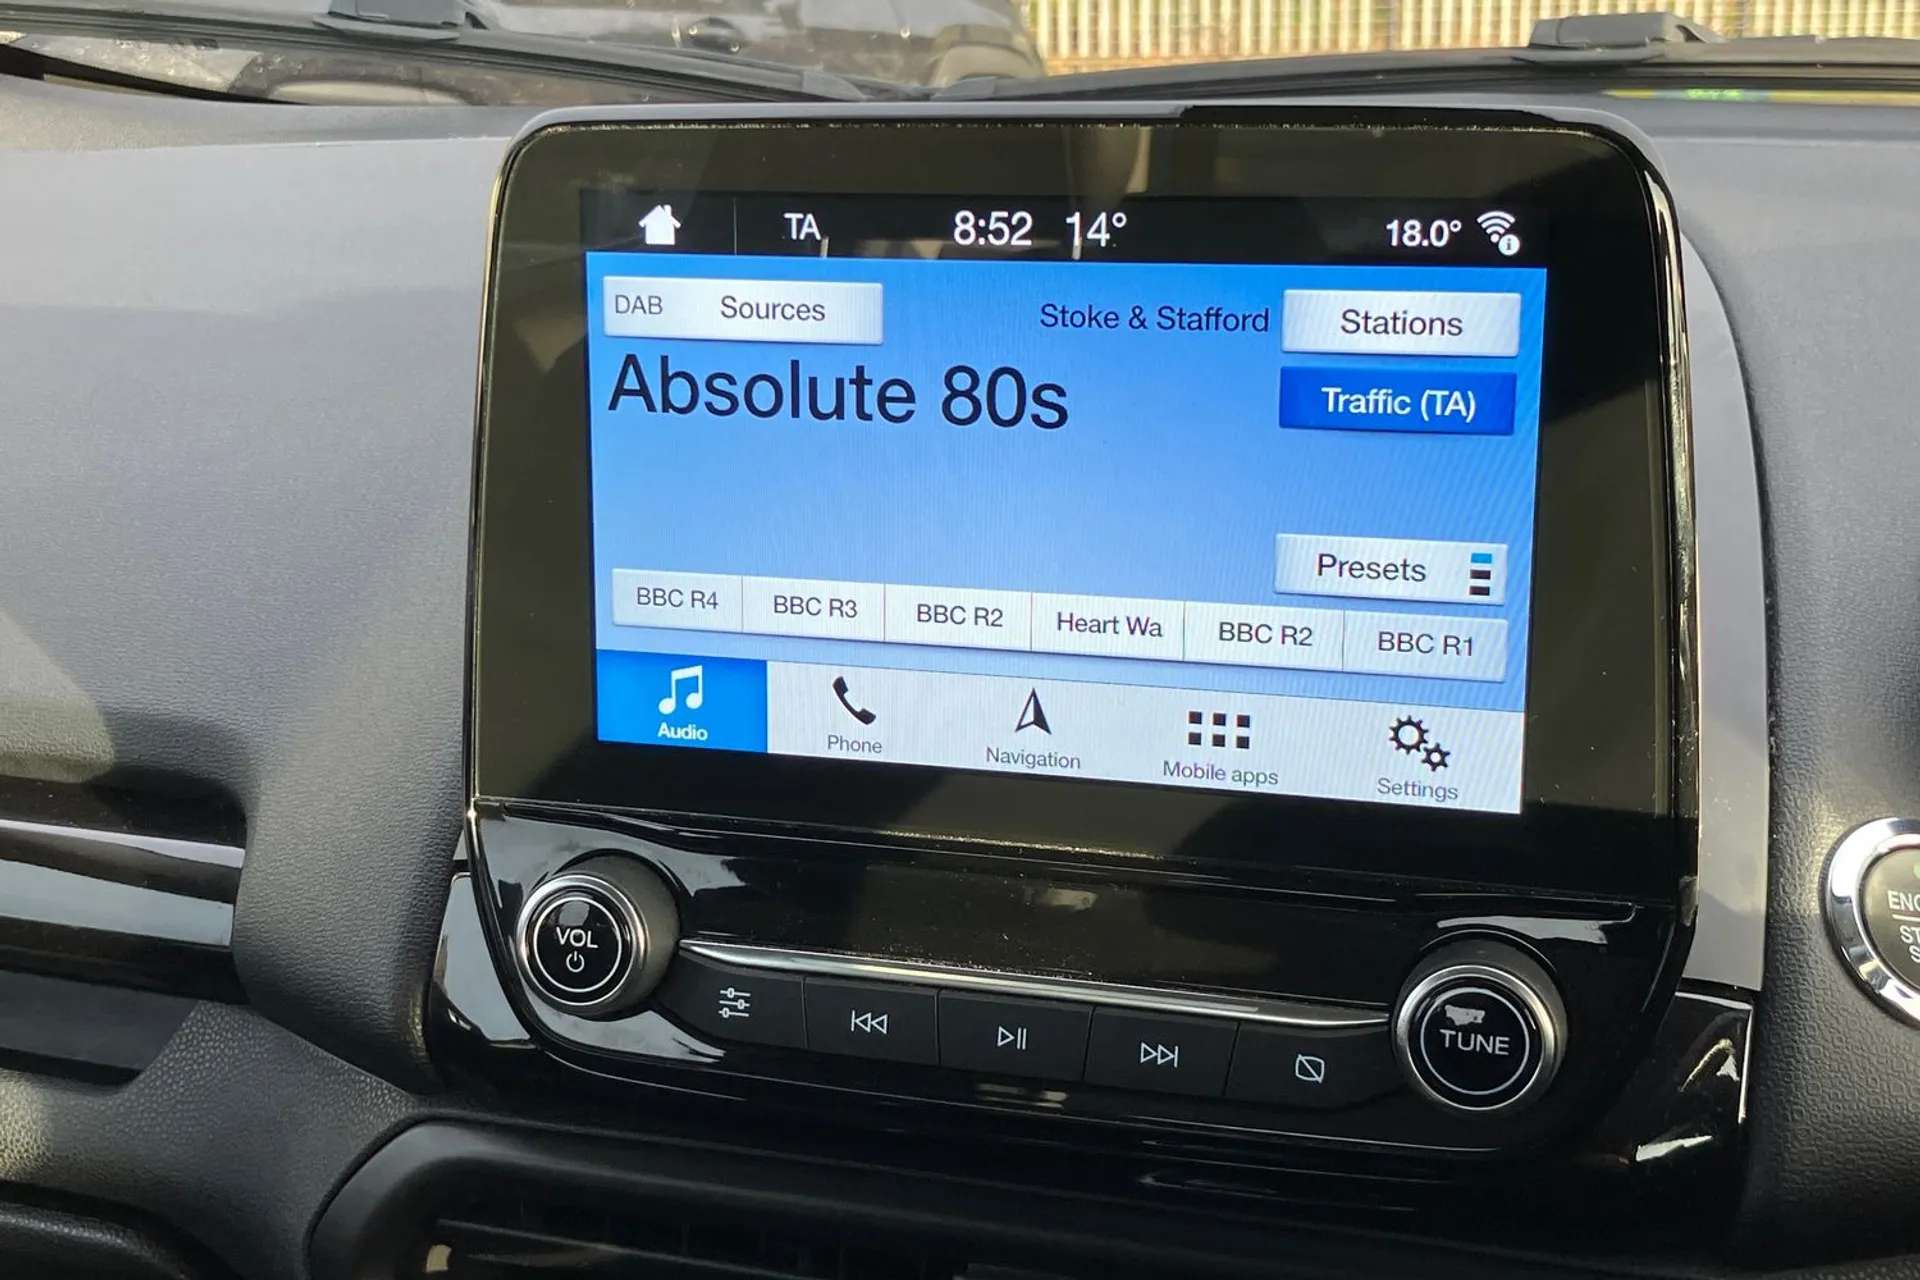 TA 8:52 14° 18.0°
DAB Sources Stoke & Stafford Stations
Absolute 80s
Traffic (TA)
Presets
BBC R4 BBC R3 BBC R2 Heart Wa BBC R2 BBC R1
Audio Phone Navigation Mobile apps Settings
VOL
TUNE